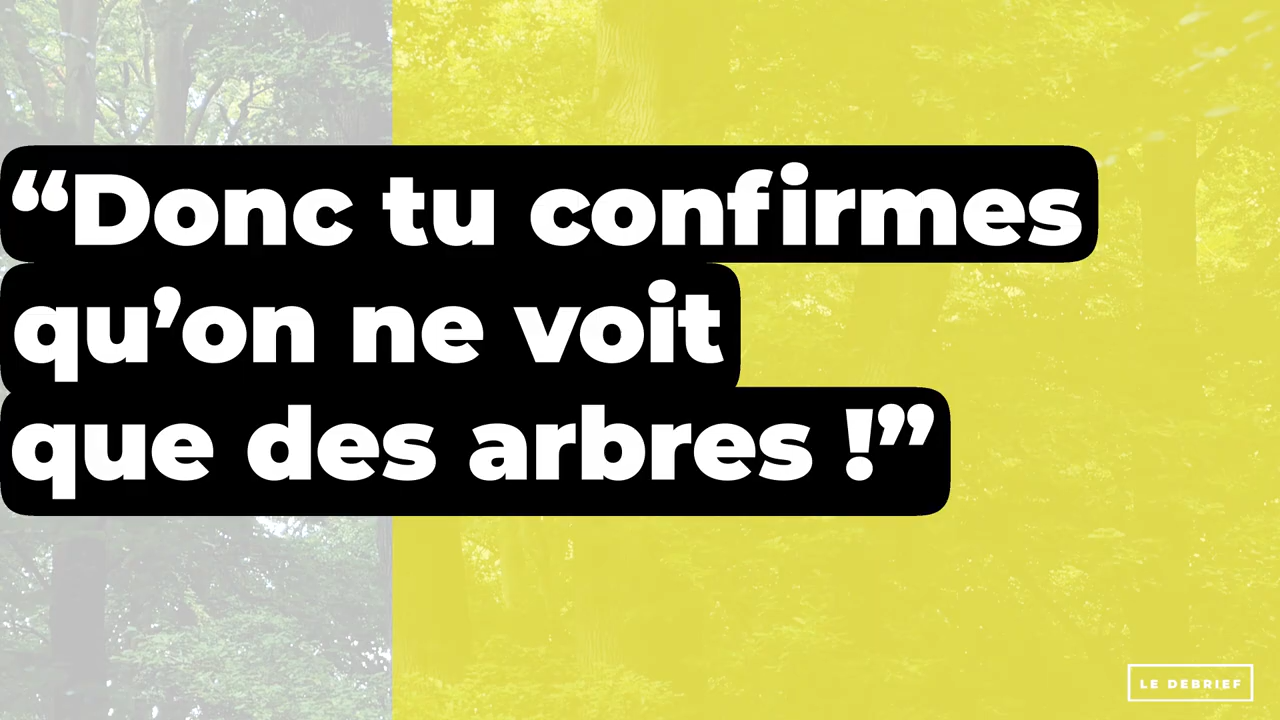 “Donc tu confirmes
qu’on ne voit
que des arbres !”
LE DEBRIEF